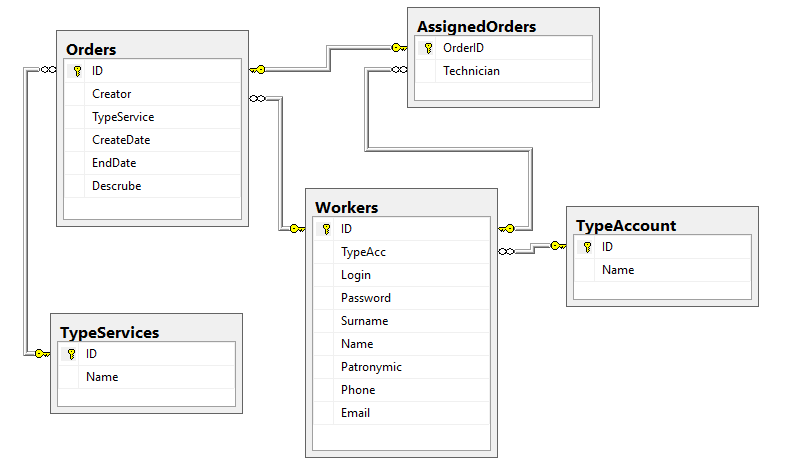 Orders
ID
Creator
TypeService
CreateDate
EndDate
Descrube
AssignedOrders
OrderID
Technician
Workers
ID
TypeAcc
Login
Password
Surname
Name
Patronymic
Phone
Email
TypeAccount
ID
Name
TypeServices
ID
Name